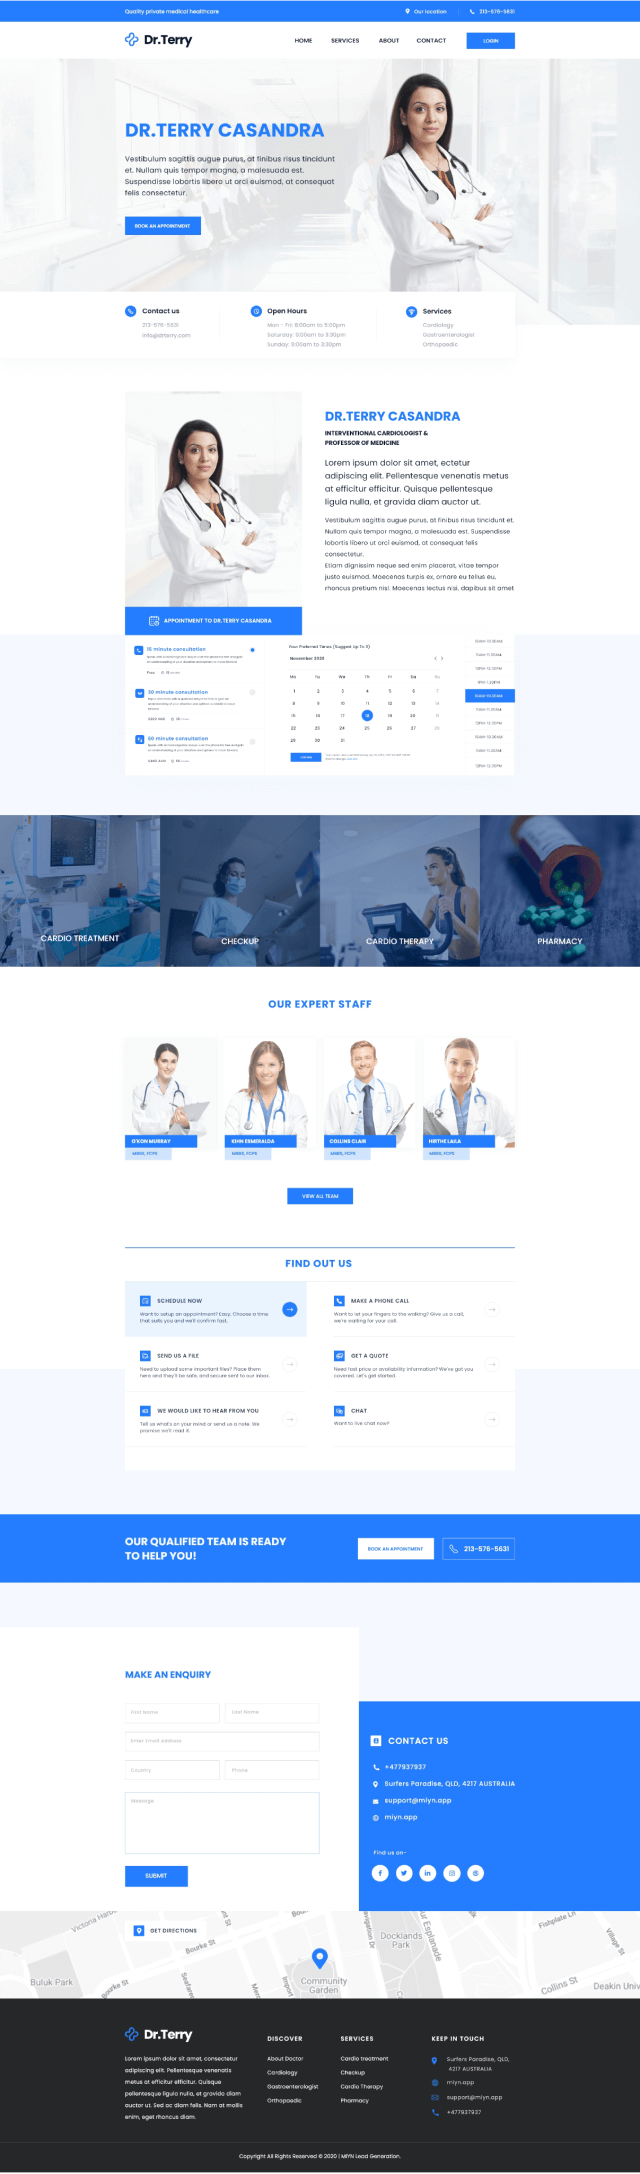 Quality private medical healthcare
Our location
213-576-5631
Dr.Terry
HOME SERVICES ABOUT CONTACT LOGIN
DR.TERRY CASANDRA
Vestibulum sagittis augue purus, at finibus risus tincidunt
et. Nullam quis tempor magna, a malesuada est.
Suspendisse lobortis libero ut orci euismod, at consequat
felis consectetur.
BOOK AN APPOINTMENT
Contact us
213-576-5631
info@drterry.com
Open Hours
Mon - Fri: 8:00am to 5:00pm
Saturday: 9:00am to 3:30pm
Sunday: 9:00am to 3:30pm
Services
Cardiology
Gastroenterologist
Orthopaedic
DR.TERRY CASANDRA
INTERVENTIONAL CARDIOLOGIST &
PROFESSOR OF MEDICINE
Lorem ipsum dolor sit amet, ectetur
adipiscing elit. Pellentesque venenatis metus
at efficitur efficitur. Quisque pellentesque
ligula nulla, et gravida diam auctor ut.
Vestibulum sagittis augue purus, at finibus risus tincidunt et.
Nullam quis tempor magna, a malesuada est. Suspendisse
lobortis libero ut orci euismod, at consequat felis
consectetur.
Etiam dignissim neque sed enim placerat, vitae tempor
justo euismod. Maecenas turpis ex, ornare eu tellus eu,
rhoncus pretium nisl. Maecenas lectus nisi, dapibus sit amet
APPOINTMENT TO DR.TERRY CASANDRA
15 minute consultation
Free
30 minute consultation
60 minute consultation
Your Preferred Times (Suggest Up To 3)
November 2020
Mo Tu We Th Fr Sa Su
1 2 3 4 5 6 7
8 9 10 11 12 13 14
15 16 17 18 19 20 21
22 23 24 25 26 27 28
28 29 30 31
CARDIO TREATMENT
CHECKUP
CARDIO THERAPY
PHARMACY
OUR EXPERT STAFF
O'KON MURRAY
MBBS, FCPS
KIHN ESMERALDA
MBBS, FCPS
COLLINS CLAIR
MBBS, FCPS
HIRTHE LAILA
MBBS, FCPS
VIEW ALL TEAM
FIND OUT US
SCHEDULE NOW
Want to setup an appointment? Easy. Choose a time
that suits you and we'll confirm fast.
MAKE A PHONE CALL
Want to let your fingers to the walking? Give us a call,
we're waiting for your call.
SEND US A FILE
Need to upload some important files? Place them
here and they'll be safe, and secure sent to our inbox.
GET A QUOTE
Need fast price or availability information? We've got you
covered. Let's get started.
WE WOULD LIKE TO HEAR FROM YOU
Tell us what's on your mind or send us a note. We
promise we'll read it.
CHAT
Want to live chat now?
OUR QUALIFIED TEAM IS READY
TO HELP YOU!
BOOK AN APPOINTMENT
213-576-5631
MAKE AN ENQUIRY
First Name
Last Name
Enter Email Address
Country
Phone
Message
SUBMIT
CONTACT US
+477937937
Surfers Paradise, QLD, 4217 AUSTRALIA
support@miyn.app
miyn.app
Find us on-
GET DIRECTIONS
Victoria Harb
Bourke St
Buluk Park
Bourke St
Import
Community
Garden
Docklands
Park
Esplanade
Fishplate Ln
Village St
Collins St
Deakin Univ
Dr.Terry
Lorem ipsum dolor sit amet, consectetur
adipiscing elit. Pellentesque venenatis
metus at efficitur efficitur. Quisque
pellentesque ligula nulla, et gravida diam
auctor ut. Sed ac diam felis. Nam at mollis
enim, eget rhoncus diam.
DISCOVER
About Doctor
Cardiology
Gastroenterologist
Orthopaedic
SERVICES
Cardio treatment
Checkup
Cardio Therapy
Pharmacy
KEEP IN TOUCH
Surfers Paradise, QLD,
4217 AUSTRALIA
miyn.app
support@miyn.app
+477937937
Copyright All Rights Reserved © 2020 | MIYN Lead Generation.